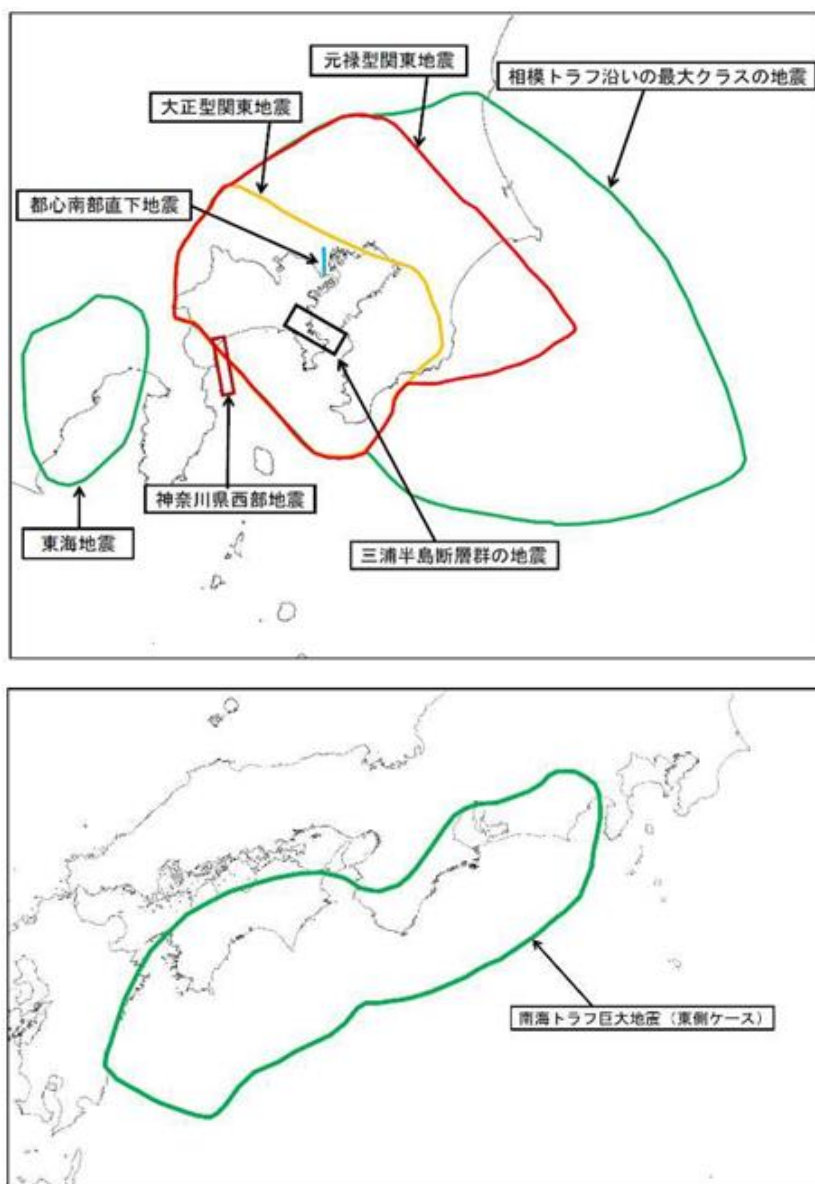 元禄型関東地震
相模トラフ沿いの最大クラスの地震
大正型関東地震
都心南部直下地震
神奈川県西部地震
東海地震
三浦半島断層群の地震
南海トラフ巨大地震（東側ケース）